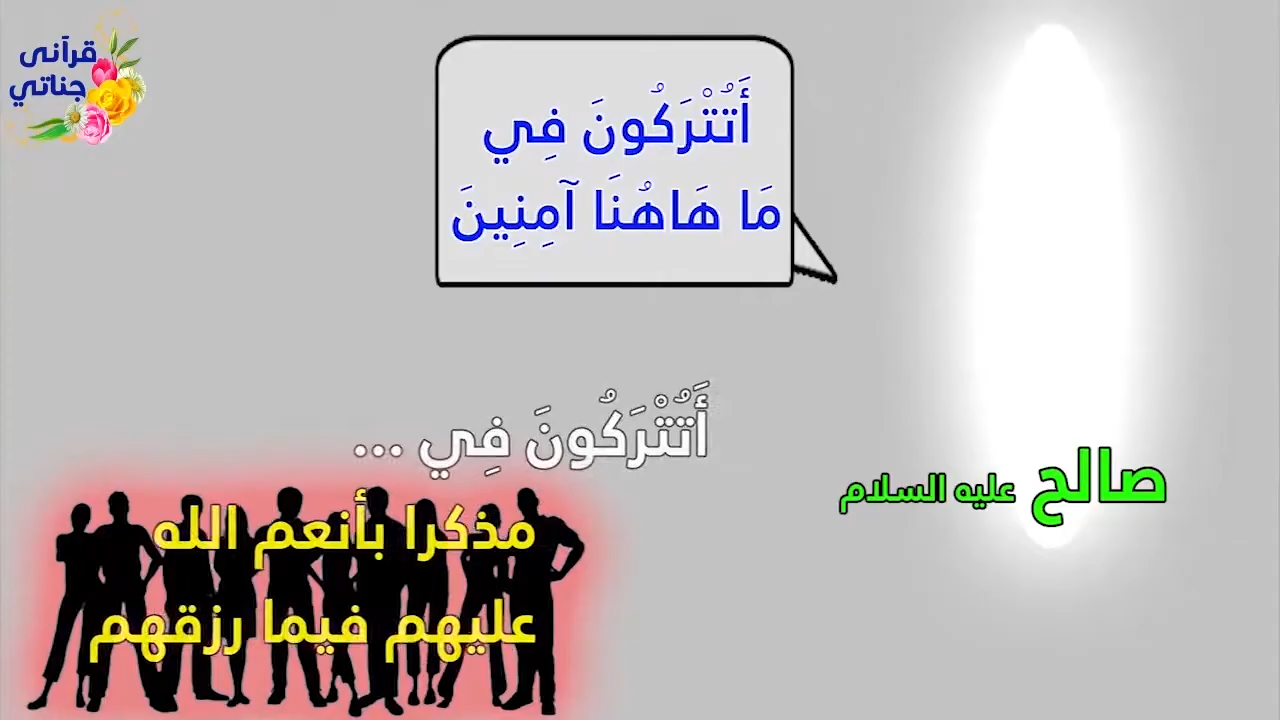 قرآنى
جناتي
أَتُتْرَكُونَ فِي
مَا هَاهُنَا آمِنِينَ
أَتُتْرَكُونَ فِي ...
صالح عليه السلام
مذكرا بأنعم الله
عليهم فيما رزقهم